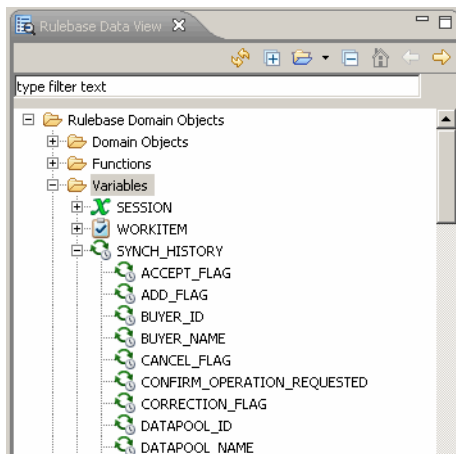 Rulebase Data View
type filter text
Rulebase Domain Objects
Domain Objects
Functions
Variables
SESSION
WORKITEM
SYNCH_HISTORY
ACCEPT_FLAG
ADD_FLAG
BUYER_ID
BUYER_NAME
CANCEL_FLAG
CONFIRM_OPERATION_REQUESTED
CORRECTION_FLAG
DATAPOOL_ID
DATAPOOL_NAME